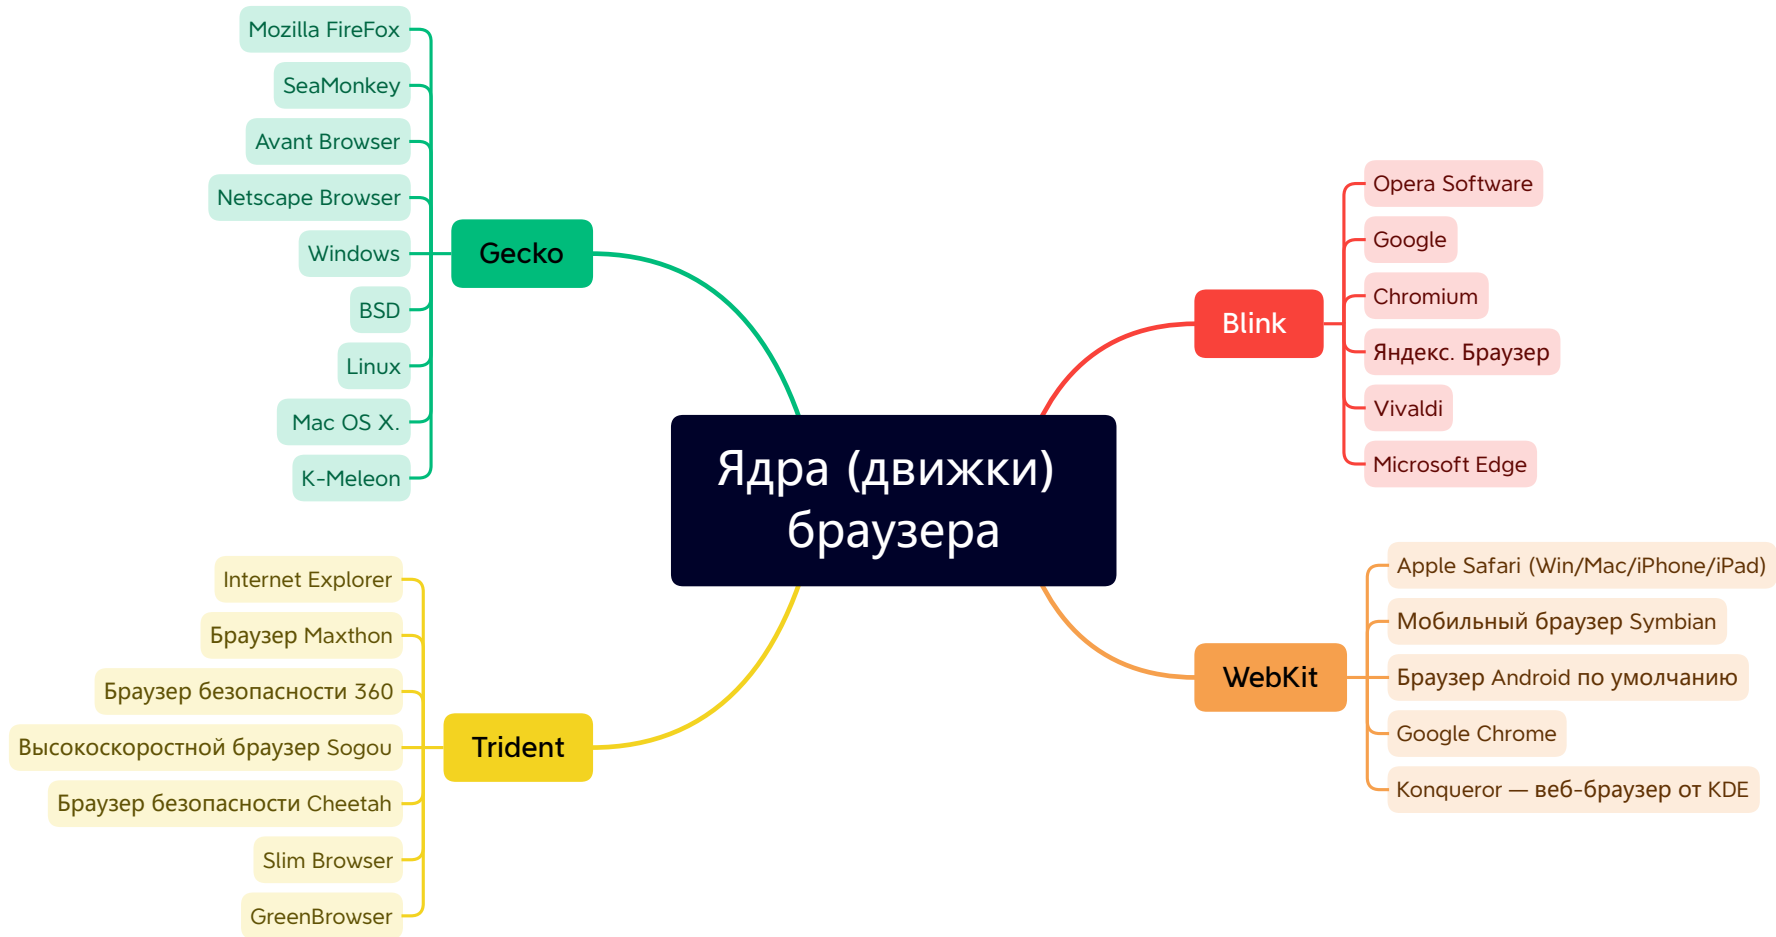 Ядра (движки)
браузера
Gecko
Mozilla FireFox
SeaMonkey
Avant Browser
Netscape Browser
Windows
BSD
Linux
Mac OS X.
K-Meleon
Trident
Internet Explorer
Браузер Maxthon
Браузер безопасности 360
Высокоскоростной браузер Sogou
Браузер безопасности Cheetah
Slim Browser
GreenBrowser
Blink
Opera Software
Google
Chromium
Яндекс. Браузер
Vivaldi
Microsoft Edge
WebKit
Apple Safari (Win/Mac/iPhone/iPad)
Мобильный браузер Symbian
Браузер Android по умолчанию
Google Chrome
Konqueror — веб-браузер от KDE